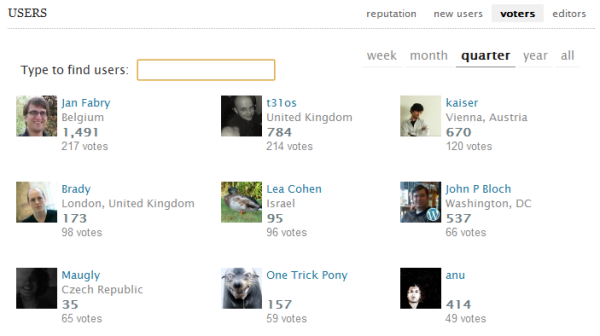 USERS reputation new users voters editors
week month quarter year all
Type to find users:
Jan Fabry
Belgium
1,491
217 votes
t31os
United Kingdom
784
214 votes
kaiser
Vienna, Austria
670
120 votes
Brady
London, United Kingdom
173
98 votes
Lea Cohen
Israel
95
96 votes
John P Bloch
Washington, DC
537
66 votes
Maugly
Czech Republic
35
65 votes
One Trick Pony
157
59 votes
anu
414
49 votes